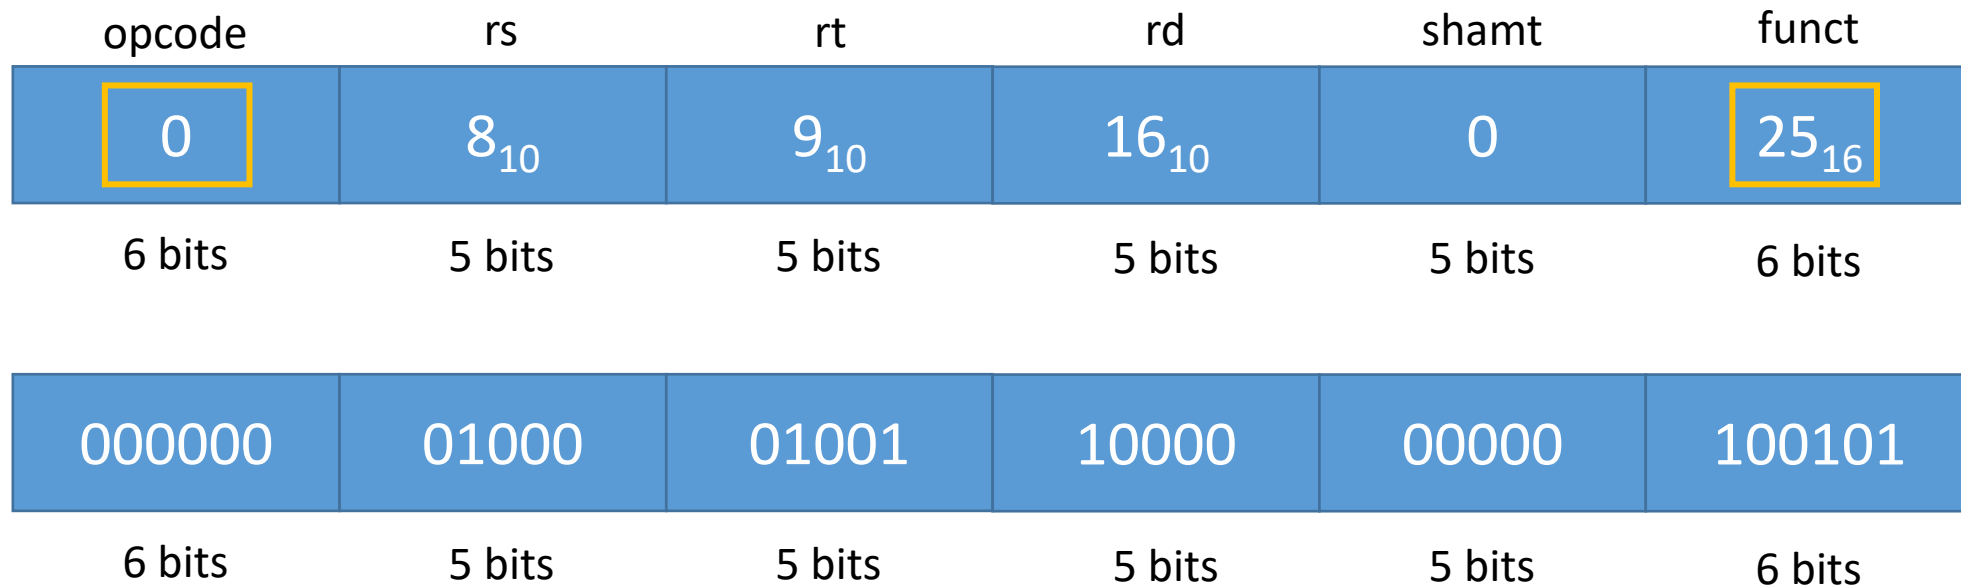 opcode rs rt rd shamt funct
0 8₁₀ 9₁₀ 16₁₀ 0 25₁₆
6 bits 5 bits 5 bits 5 bits 5 bits 6 bits
000000 01000 01001 10000 00000 100101
6 bits 5 bits 5 bits 5 bits 5 bits 6 bits